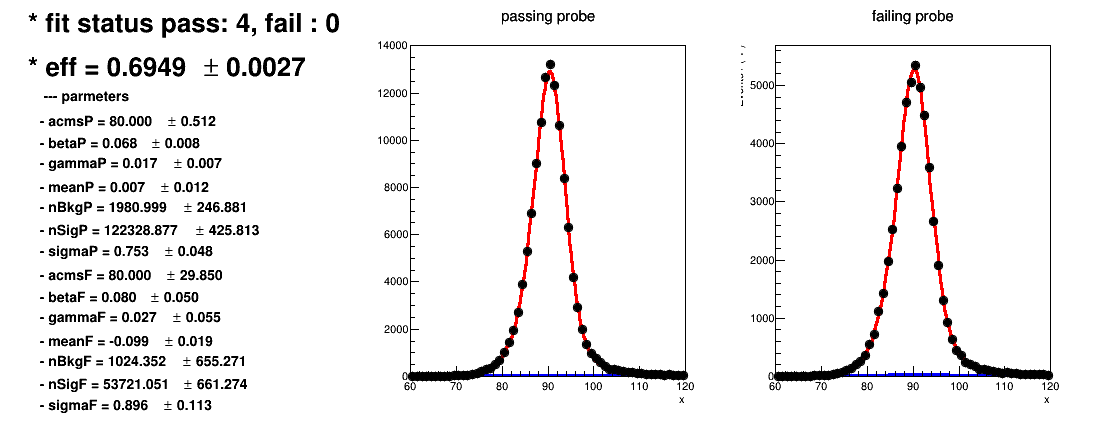 * fit status pass: 4, fail : 0
* eff = 0.6949 ± 0.0027
--- parmeters
- acmsP = 80.000 ± 0.512
- betaP = 0.068 ± 0.008
- gammaP = 0.017 ± 0.007
- meanP = 0.007 ± 0.012
- nBkgP = 1980.999 ± 246.881
- nSigP = 122328.877 ± 425.813
- sigmaP = 0.753 ± 0.048
- acmsF = 80.000 ± 29.850
- betaF = 0.080 ± 0.050
- gammaF = 0.027 ± 0.055
- meanF = -0.099 ± 0.019
- nBkgF = 1024.352 ± 655.271
- nSigF = 53721.051 ± 661.274
- sigmaF = 0.896 ± 0.113
passing probe
14000
12000
10000
8000
6000
4000
2000
0
60 70 80 90 100 110 120
x
failing probe
5000
4000
3000
2000
1000
0
60 70 80 90 100 110 120
x